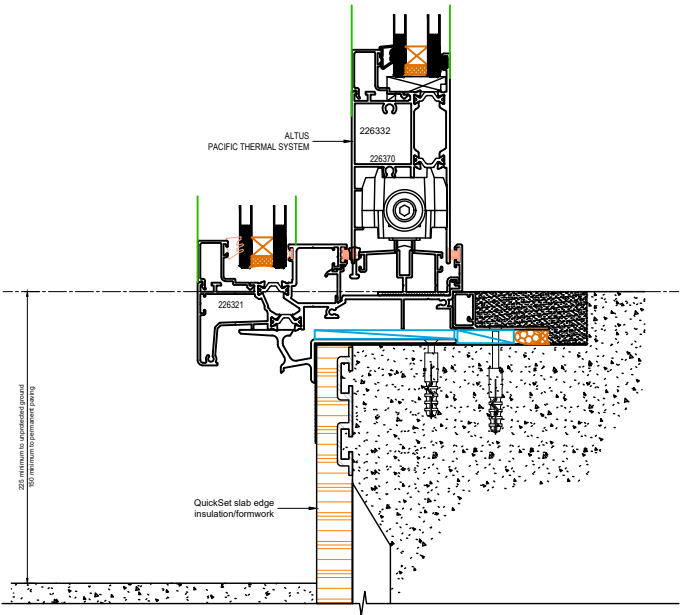 ALTUS
PACIFIC THERMAL SYSTEM
226332
226370
226321
225 minimum to unprotected ground
150 minimum to permanent paving
QuickSet slab edge
insulation/formwork